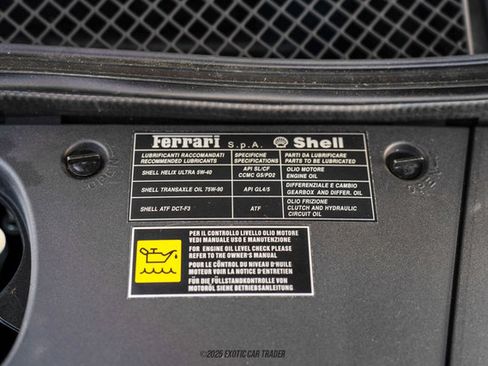 Ferrari S.p.A. Shell
LUBRIFICANTI RACCOMANDATI
RECOMMENDED LUBRICANTS
SPECIFICHE
SPECIFICATIONS
PARTI DA LUBRIFICARE
PARTS TO BE LUBRICATED
SHELL HELIX ULTRA 5W-40
API SL/CF
CCMC G5/PD2
OLIO MOTORE
ENGINE OIL
SHELL TRANSAXLE OIL 75W-90
API GL4/5
DIFFERENZIALE E CAMBIO
GEARBOX AND DIFFER. OIL
SHELL ATF DCT-F3
ATF
OLIO FRIZIONE
CLUTCH AND HYDRAULIC
CIRCUIT OIL
PER IL CONTROLLO LIVELLO OLIO MOTORE
VEDI MANUALE USO E MANUTENZIONE
FOR ENGINE OIL LEVEL CHECK PLEASE
REFER TO THE OWNER'S MANUAL
POUR LE CÔNTROL DU NIVEAU D'HUILE
MOTEUR VOIR LA NOTICE D'ENTRETIEN
FÜR DIE FÜLLSTANDKONTROLLE VON
MOTORÖL SIEHE BETRIEBSANLEITUNG
©2025 EXOTIC CAR TRADER